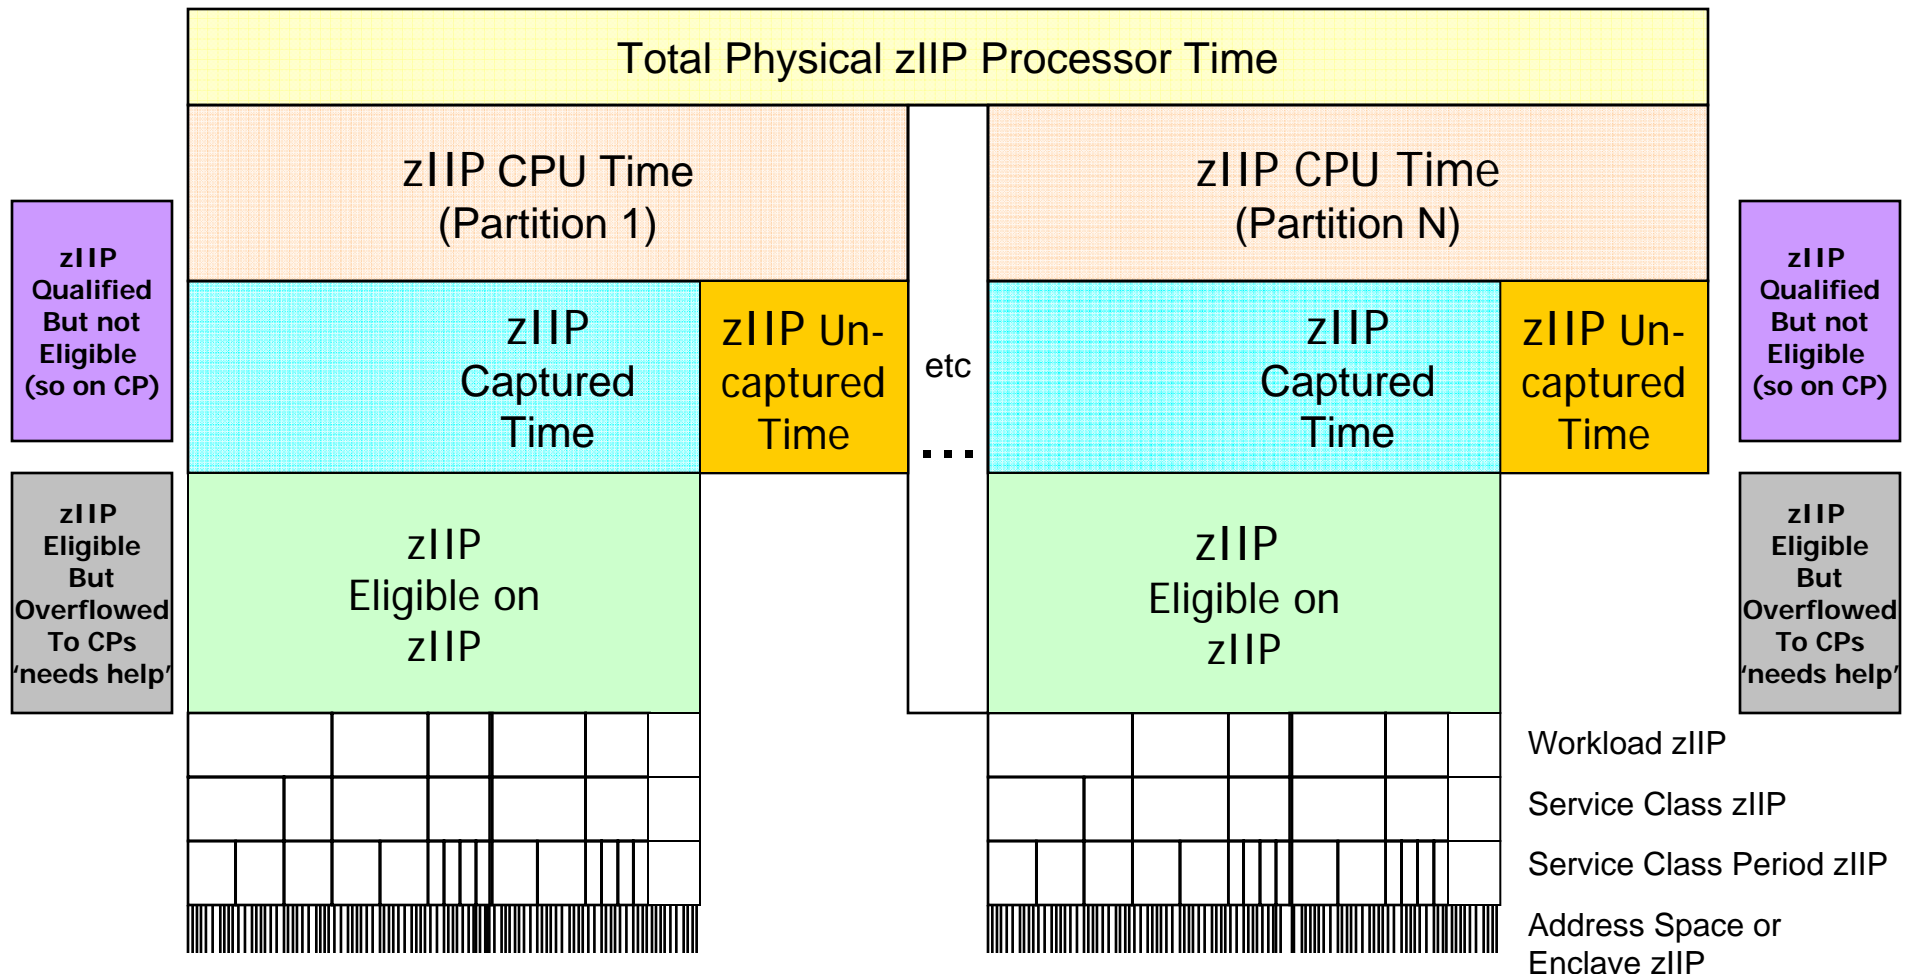 Total Physical zIIP Processor Time
zIIP CPU Time
(Partition 1)
zIIP CPU Time
(Partition N)
zIIP
Qualified
But not
Eligible
(so on CP)
zIIP
Captured
Time
zIIP Un-
captured
Time
etc
...
zIIP
Captured
Time
zIIP Un-
captured
Time
zIIP
Qualified
But not
Eligible
(so on CP)
zIIP
Eligible
But
Overflowed
To CPs
‘needs help’
zIIP
Eligible on
zIIP
zIIP
Eligible on
zIIP
zIIP
Eligible
But
Overflowed
To CPs
‘needs help’
Workload zIIP
Service Class zIIP
Service Class Period zIIP
Address Space or
Enclave zIIP